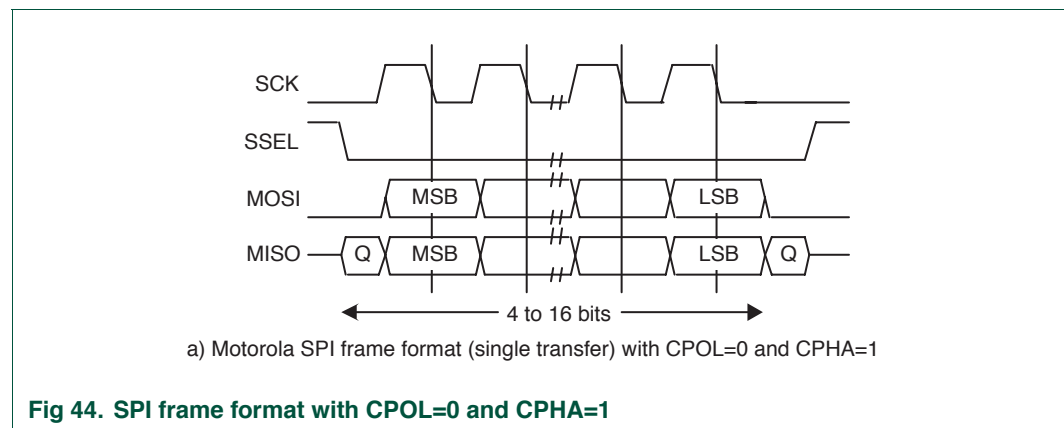 SCK
SSEL
MOSI MSB LSB
MISO Q MSB LSB Q
4 to 16 bits
a) Motorola SPI frame format (single transfer) with CPOL=0 and CPHA=1
Fig 44. SPI frame format with CPOL=0 and CPHA=1